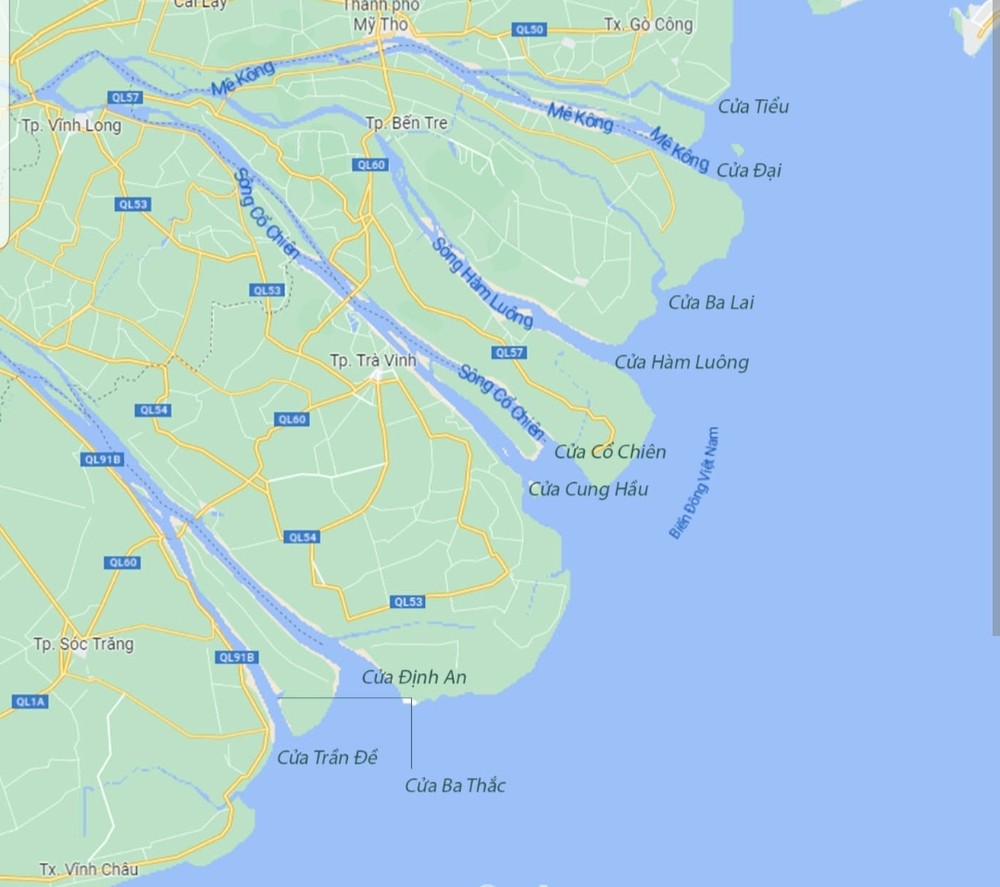 Cai Lậy
Thành phố
Mỹ Tho
QL50
Tx. Gò Công
Mê Kông
QL57
Cửa Tiểu
Tp. Vĩnh Long
Tp. Bến Tre
Mê Kông
Mê Kông
QL60
Cửa Đại
QL53
Sông Cổ Chiên
Sông Hàm Luông
QL53
Cửa Ba Lai
QL57
Cửa Hàm Luông
Tp. Trà Vinh
Sông Cổ Chiên
QL54
QL60
Cửa Cổ Chiên
QL91B
Cửa Cung Hầu
Biển Đông Việt Nam
QL54
QL60
QL53
Tp. Sóc Trăng
QL91B
Cửa Định An
QL1A
Cửa Trần Đề
Cửa Ba Thắc
Tx. Vĩnh Châu